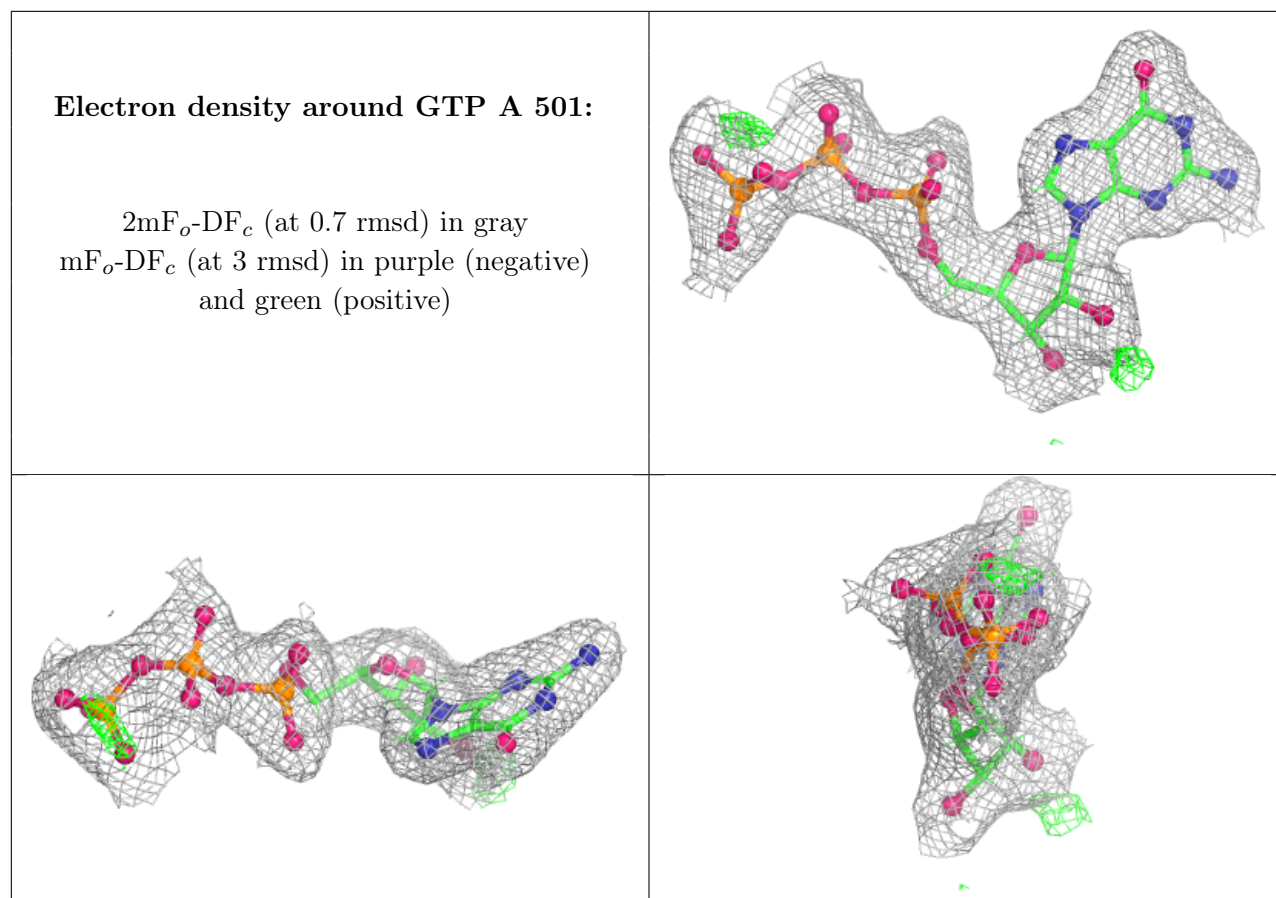 Electron density around GTP A 501:
2mFo-DFc (at 0.7 rmsd) in gray
mFo-DFc (at 3 rmsd) in purple (negative)
and green (positive)